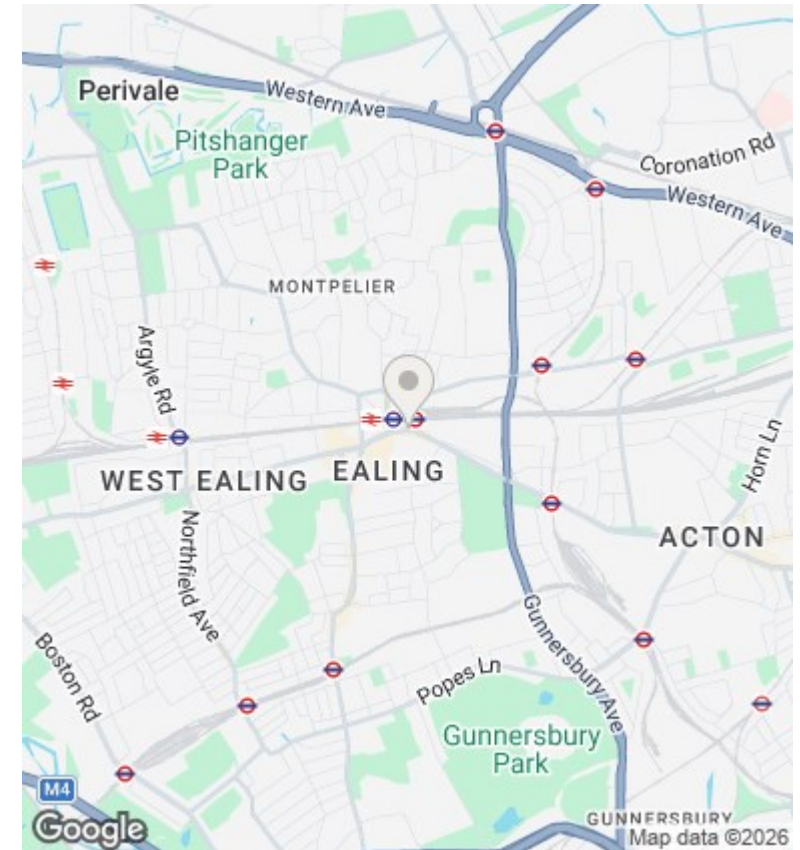 Perivale
Western Ave
Pitshanger
Park
Coronation Rd
Western Ave
MONTPELIER
Argyle Rd
WEST EALING
EALING
Horn Ln
ACTON
Northfield Ave
Boston Rd
Gunnersbury Ave
Popes Ln
Gunnersbury
Park
M4
GUNNERSBURY
Google
Map data ©2026